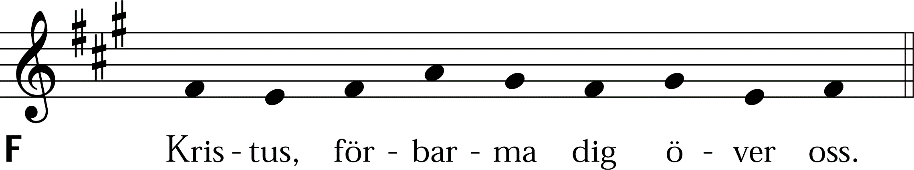 F Kris - tus, för - bar - ma dig ö - ver oss.